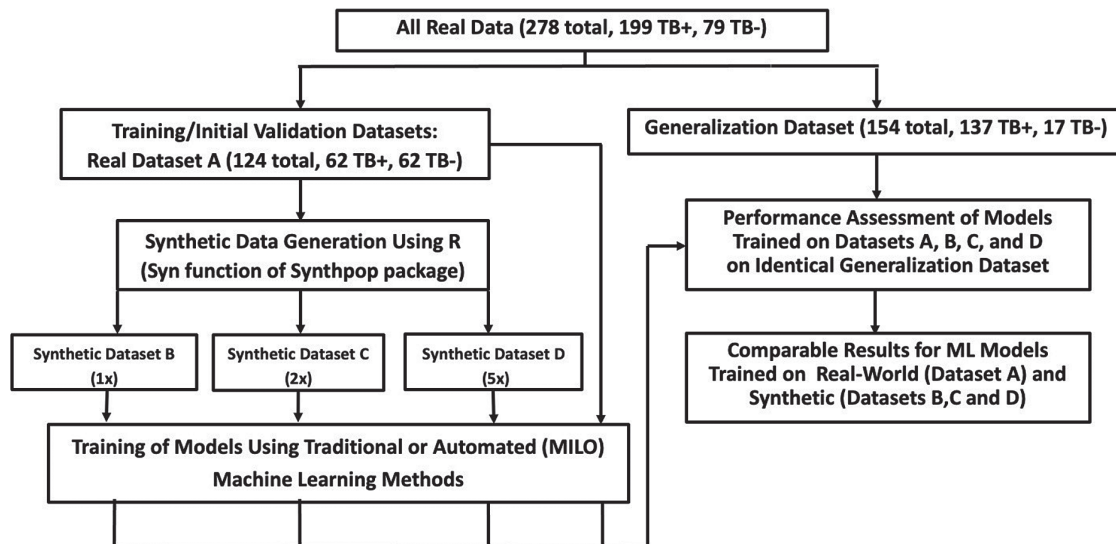 All Real Data (278 total, 199 TB+, 79 TB-)
Training/Initial Validation Datasets:
Real Dataset A (124 total, 62 TB+, 62 TB-)
Generalization Dataset (154 total, 137 TB+, 17 TB-)
Synthetic Data Generation Using R
(Syn function of Synthpop package)
Performance Assessment of Models
Trained on Datasets A, B, C, and D
on Identical Generalization Dataset
Synthetic Dataset B
(1x)
Synthetic Dataset C
(2x)
Synthetic Dataset D
(5x)
Comparable Results for ML Models
Trained on Real-World (Dataset A) and
Synthetic (Datasets B,C and D)
Training of Models Using Traditional or Automated (MILO)
Machine Learning Methods